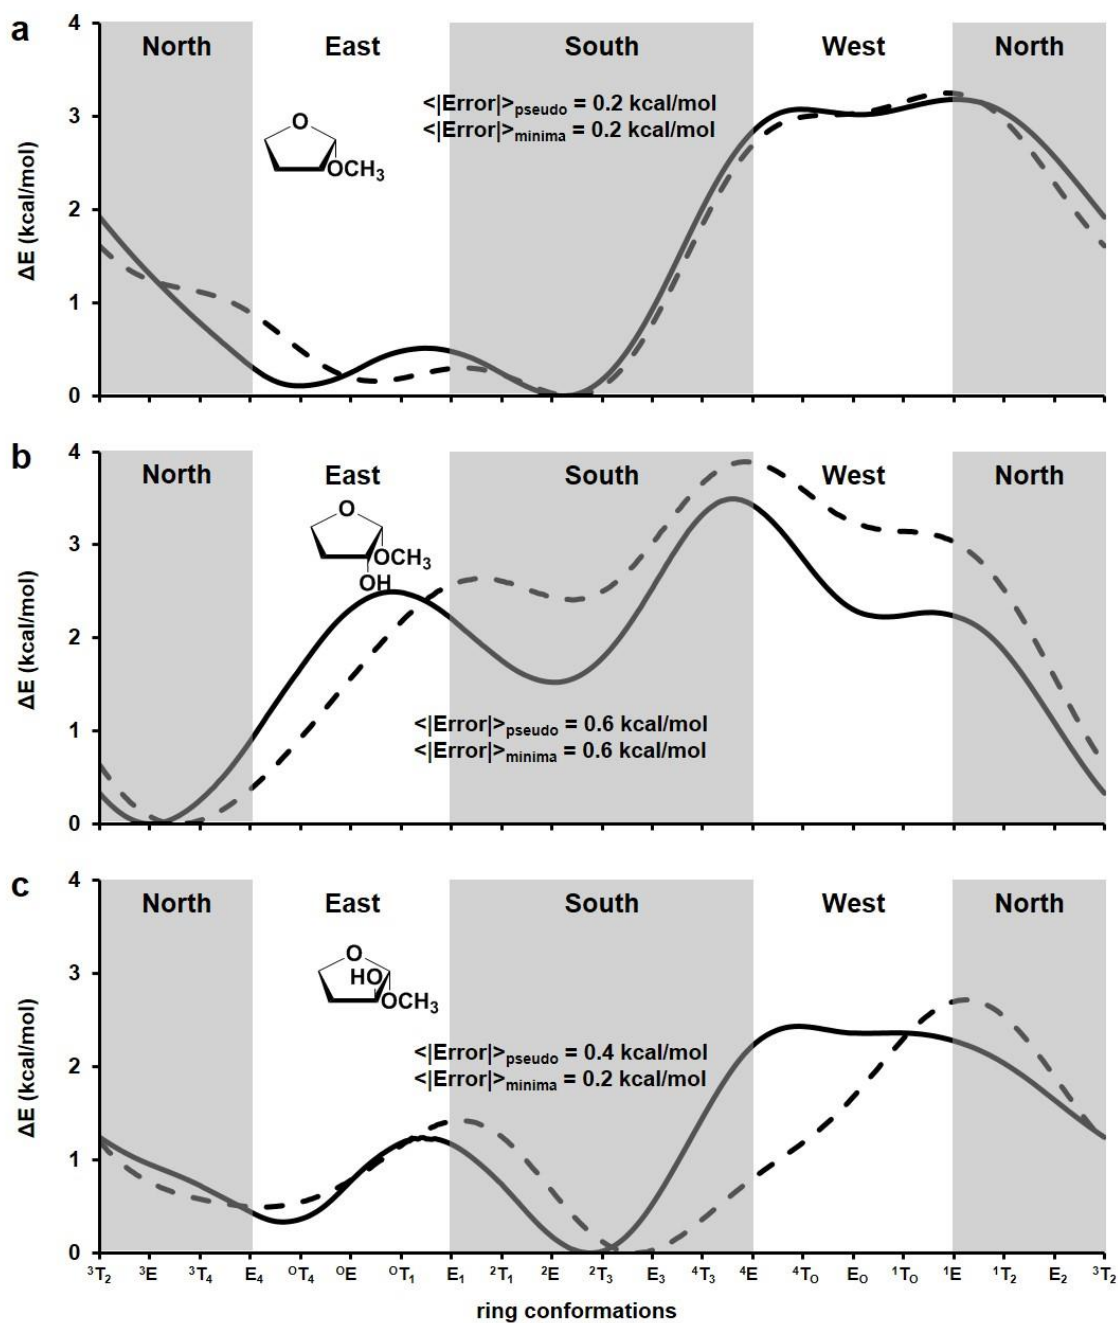 a
North East South West North
<|Error|>pseudo = 0.2 kcal/mol
<|Error|>minima = 0.2 kcal/mol
O
OCH3
ΔE (kcal/mol)
4
3
2
1
0
b
North East South West North
O
OCH3
OH
<|Error|>pseudo = 0.6 kcal/mol
<|Error|>minima = 0.6 kcal/mol
ΔE (kcal/mol)
4
3
2
1
0
c
North East South West North
O
HO
OCH3
<|Error|>pseudo = 0.4 kcal/mol
<|Error|>minima = 0.2 kcal/mol
ΔE (kcal/mol)
4
3
2
1
0
³T₂ ³E ³T₄ E₄ ᴼT₄ ᴼE ᴼT₁ E₁ ²T₁ ²E ²T₃ E₃ ⁴T₃ ⁴E ⁴Tₒ Eₒ ¹Tₒ ¹E ¹T₂ E₂ ³T₂
ring conformations